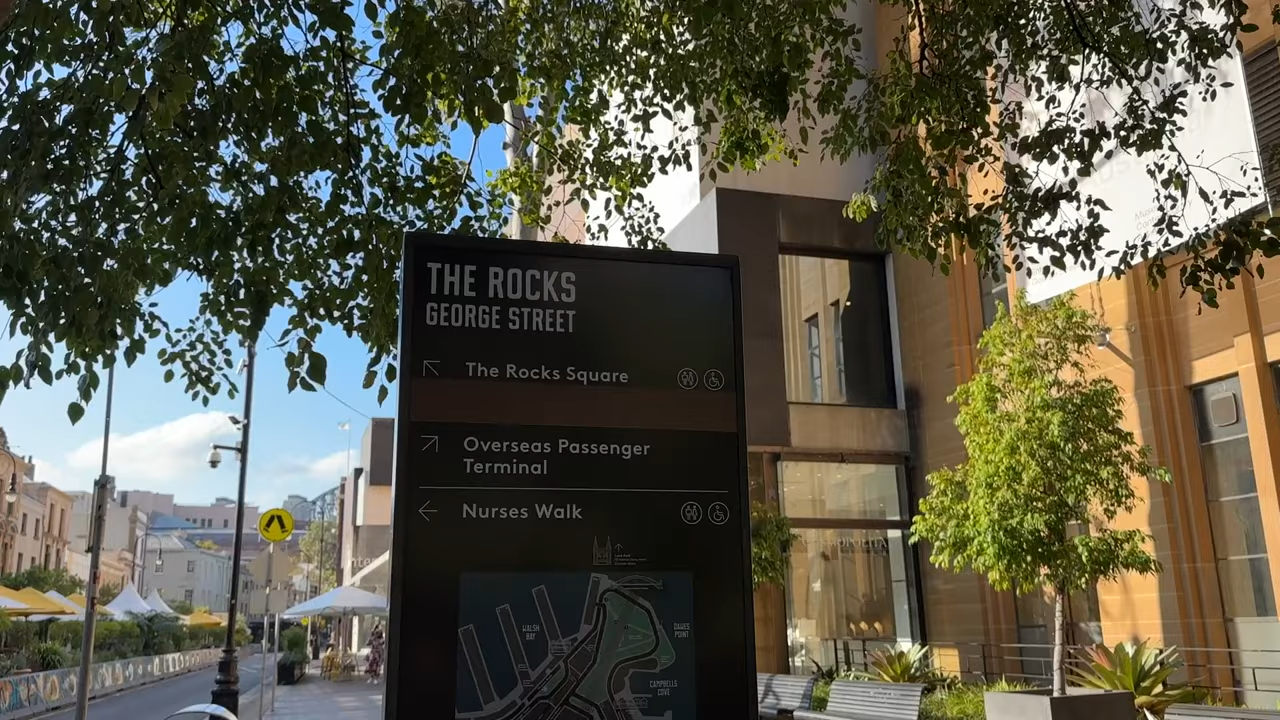 THE ROCKS
GEORGE STREET
The Rocks Square
Overseas Passenger
Terminal
Nurses Walk
WALSH
BAY
DAWES
POINT
CAMPBELLS
COVE